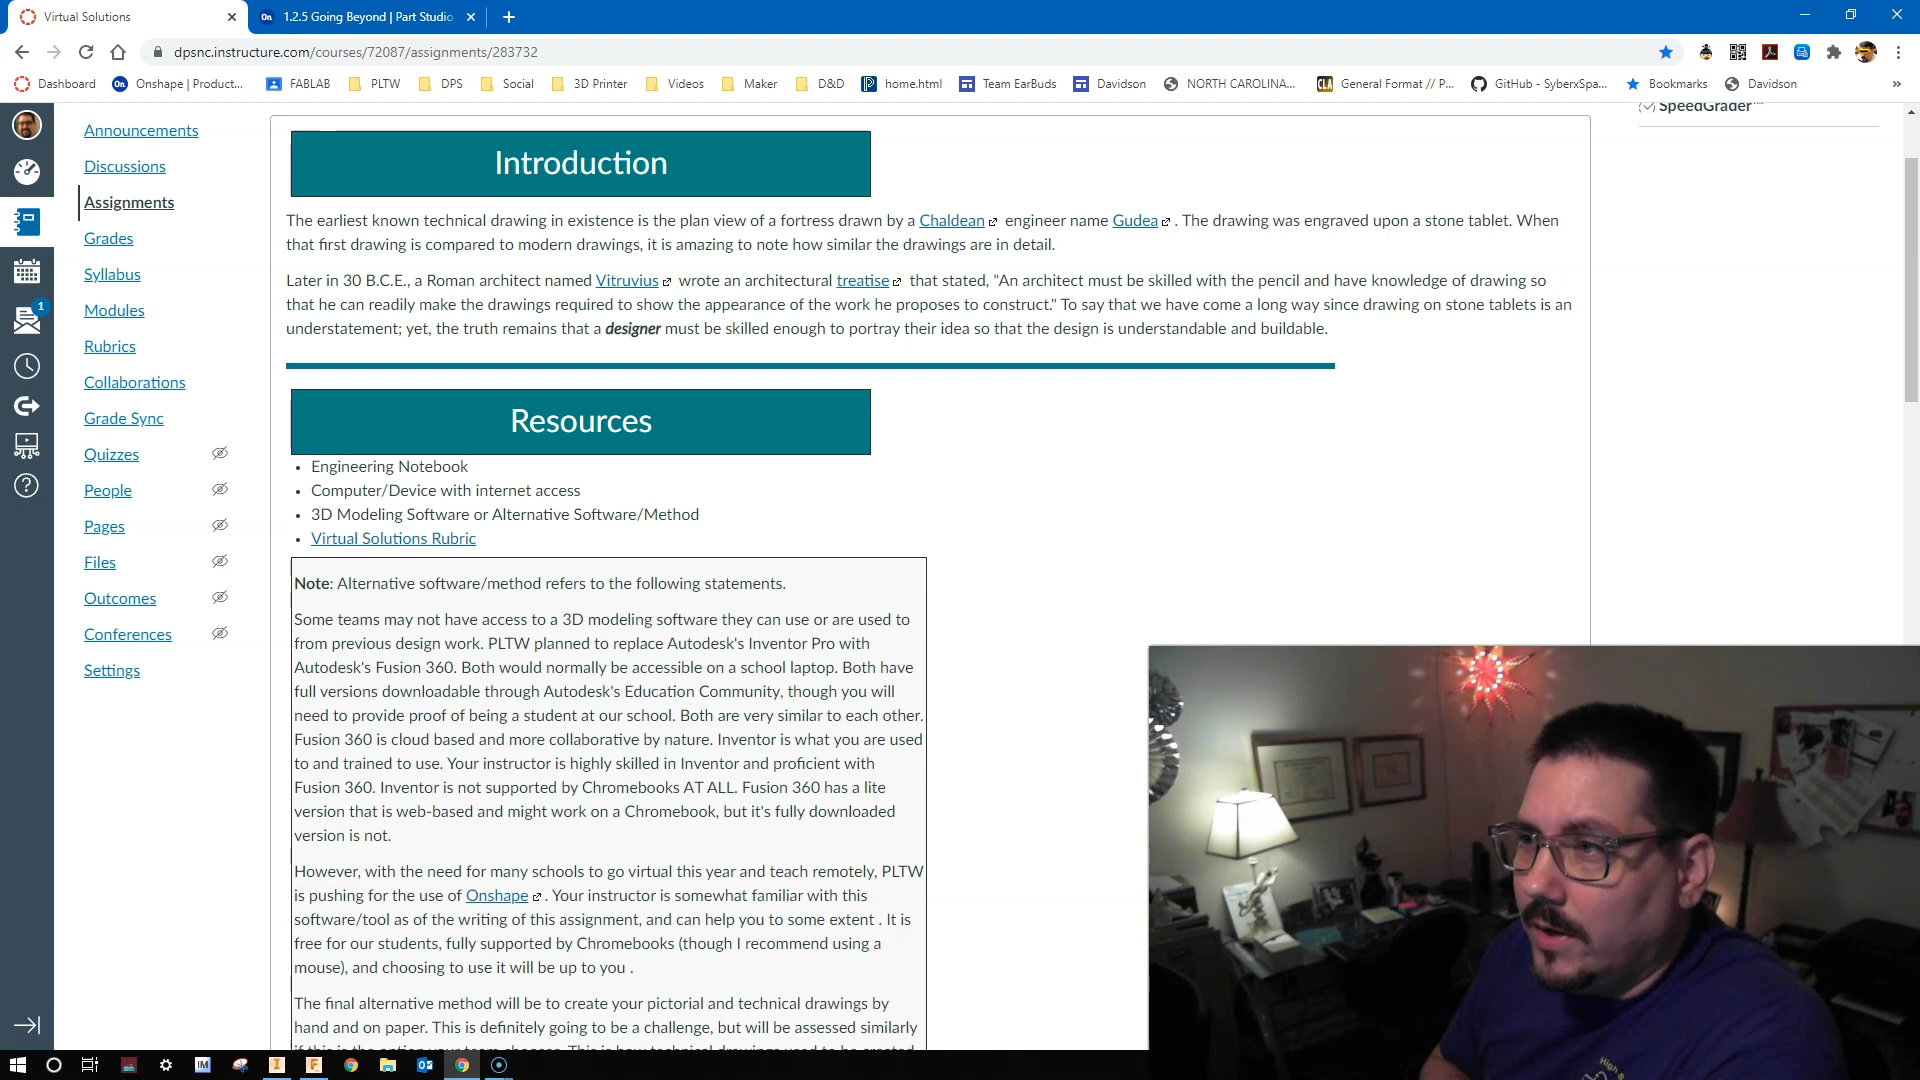 Virtual Solutions
1.2.5 Going Beyond | Part Studio
dpsnc.instructure.com/courses/72087/assignments/283732
Dashboard
On
Onshape | Product...
FABLAB
PLTW
DPS
Social
3D Printer
Videos
Maker
D&D
home.html
Team EarBuds
Davidson
NORTH CAROLINA...
CLA
General Format // P...
GitHub - SyberxSpa...
Bookmarks
Davidson
»
SpeedGrader™
1
Announcements
Discussions
Assignments
Grades
Syllabus
Modules
Rubrics
Collaborations
Grade Sync
Quizzes
People
Pages
Files
Outcomes
Conferences
Settings
Introduction
The earliest known technical drawing in existence is the plan view of a fortress drawn by a Chaldean engineer name Gudea . The drawing was engraved upon a stone tablet. When
that first drawing is compared to modern drawings, it is amazing to note how similar the drawings are in detail.
Later in 30 B.C.E., a Roman architect named Vitruvius wrote an architectural treatise that stated, "An architect must be skilled with the pencil and have knowledge of drawing so
that he can readily make the drawings required to show the appearance of the work he proposes to construct." To say that we have come a long way since drawing on stone tablets is an
understatement; yet, the truth remains that a designer must be skilled enough to portray their idea so that the design is understandable and buildable.
Resources
• Engineering Notebook
• Computer/Device with internet access
• 3D Modeling Software or Alternative Software/Method
• Virtual Solutions Rubric
Note: Alternative software/method refers to the following statements.
Some teams may not have access to a 3D modeling software they can use or are used to
from previous design work. PLTW planned to replace Autodesk's Inventor Pro with
Autodesk's Fusion 360. Both would normally be accessible on a school laptop. Both have
full versions downloadable through Autodesk's Education Community, though you will
need to provide proof of being a student at our school. Both are very similar to each other.
Fusion 360 is cloud based and more collaborative by nature. Inventor is what you are used
to and trained to use. Your instructor is highly skilled in Inventor and proficient with
Fusion 360. Inventor is not supported by Chromebooks AT ALL. Fusion 360 has a lite
version that is web-based and might work on a Chromebook, but it's fully downloaded
version is not.
However, with the need for many schools to go virtual this year and teach remotely, PLTW
is pushing for the use of Onshape . Your instructor is somewhat familiar with this
software/tool as of the writing of this assignment, and can help you to some extent . It is
free for our students, fully supported by Chromebooks (though I recommend using a
mouse), and choosing to use it will be up to you .
The final alternative method will be to create your pictorial and technical drawings by
hand and on paper. This is definitely going to be a challenge, but will be assessed similarly
IM